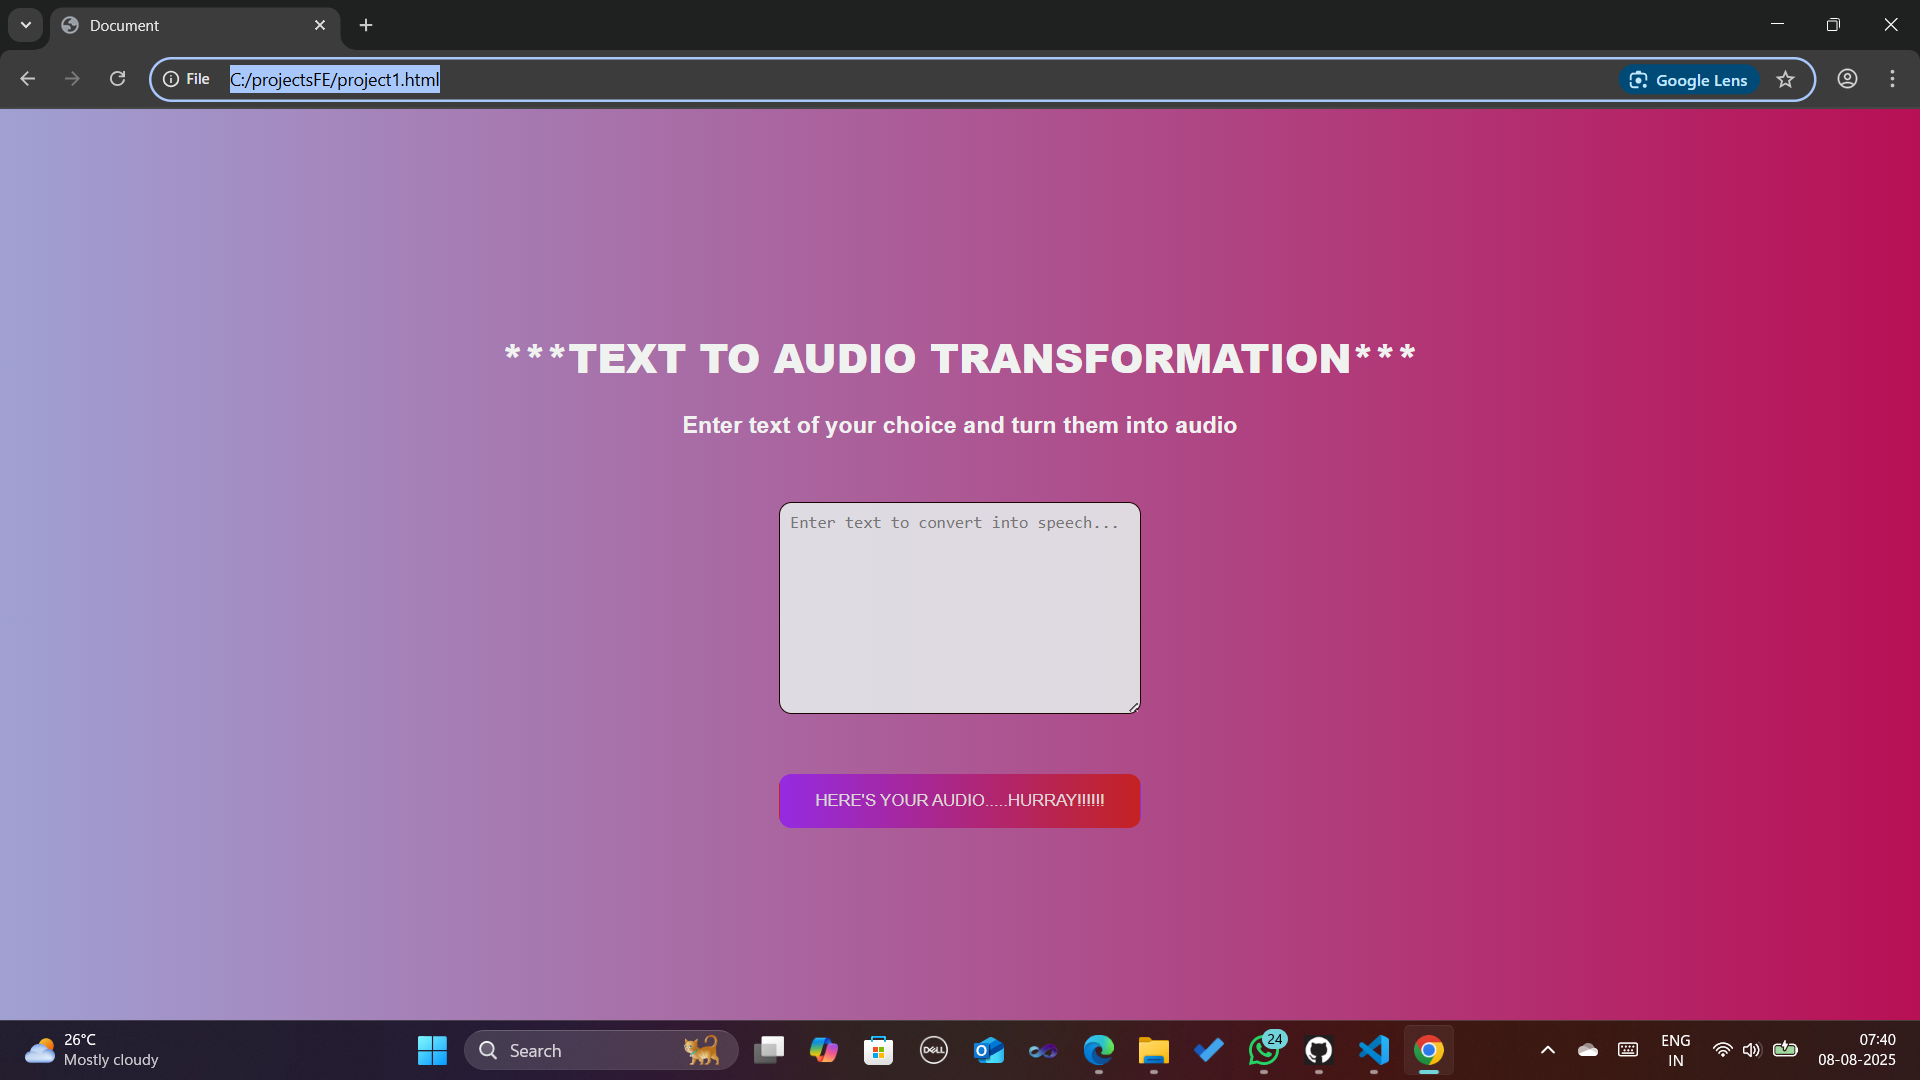 Document
File
C:/projectsFE/project1.html
Google Lens
***TEXT TO AUDIO TRANSFORMATION***
Enter text of your choice and turn them into audio
Enter text to convert into speech...
HERE'S YOUR AUDIO.....HURRAY!!!!!!
26°C
Mostly cloudy
Search
DELL
24
ENG
IN
07:40
08-08-2025